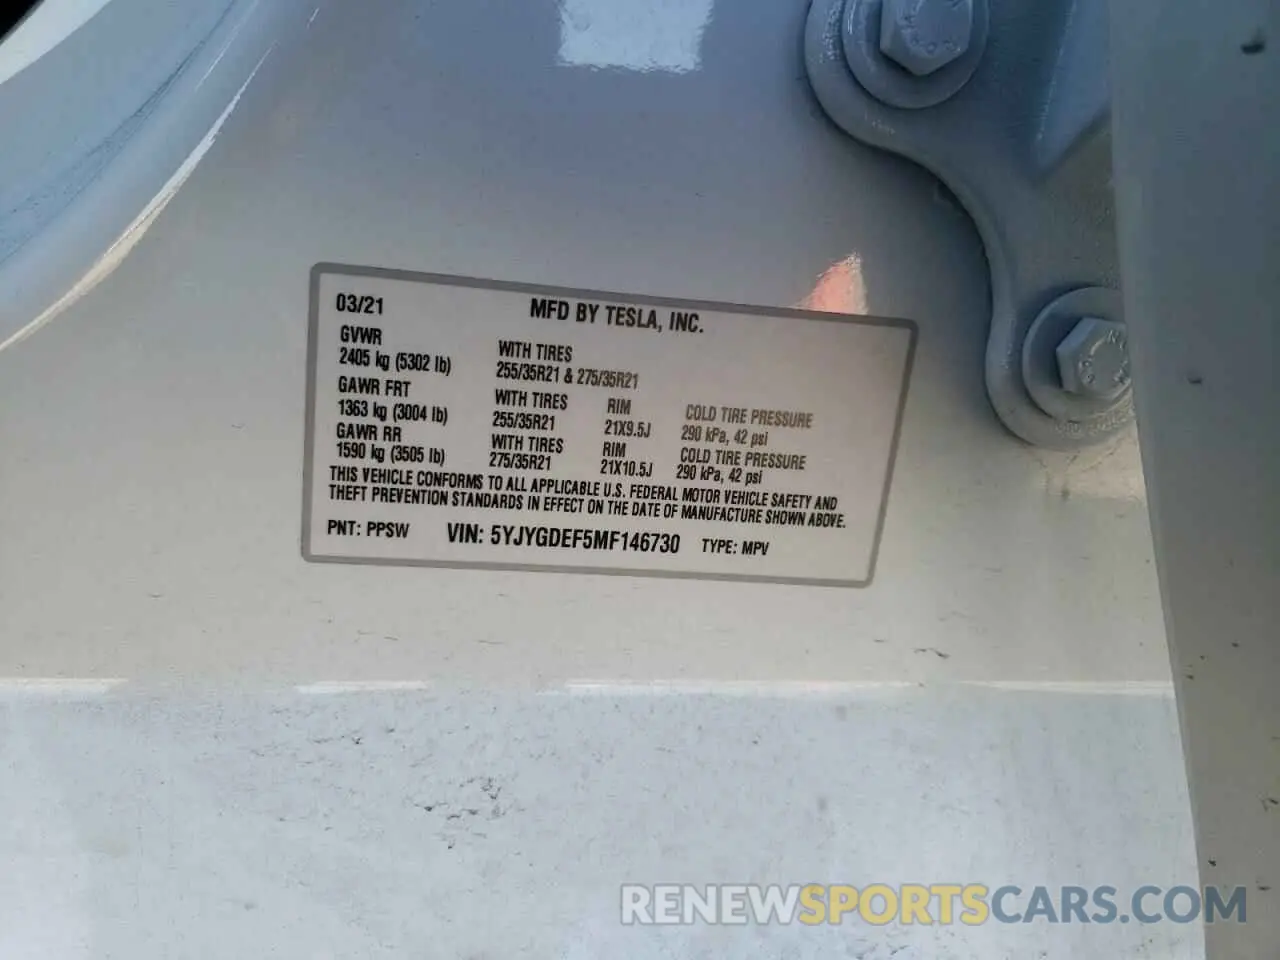 03/21 MFD BY TESLA, INC.
GVWR
2405 kg (5302 lb)
WITH TIRES
255/35R21 & 275/35R21
GAWR FRT
1363 kg (3004 lb)
WITH TIRES
255/35R21
RIM
21X9.5J
COLD TIRE PRESSURE
290 kPa, 42 psi
GAWR RR
1590 kg (3505 lb)
WITH TIRES
275/35R21
RIM
21X10.5J
COLD TIRE PRESSURE
290 kPa, 42 psi
THIS VEHICLE CONFORMS TO ALL APPLICABLE U.S. FEDERAL MOTOR VEHICLE SAFETY AND
THEFT PREVENTION STANDARDS IN EFFECT ON THE DATE OF MANUFACTURE SHOWN ABOVE.
PNT: PPSW VIN: 5YJYGDEF5MF146730 TYPE: MPV
RENEWSPORTSCARS.COM